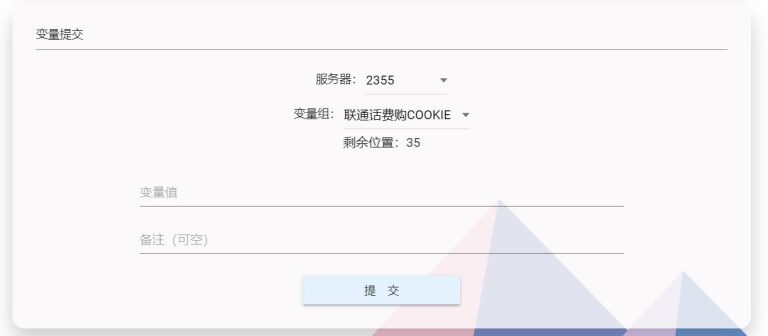 变量提交
服务器： 2355
变量组： 联通话费购COOKIE
剩余位置：35
变量值
备注（可空）
提 交